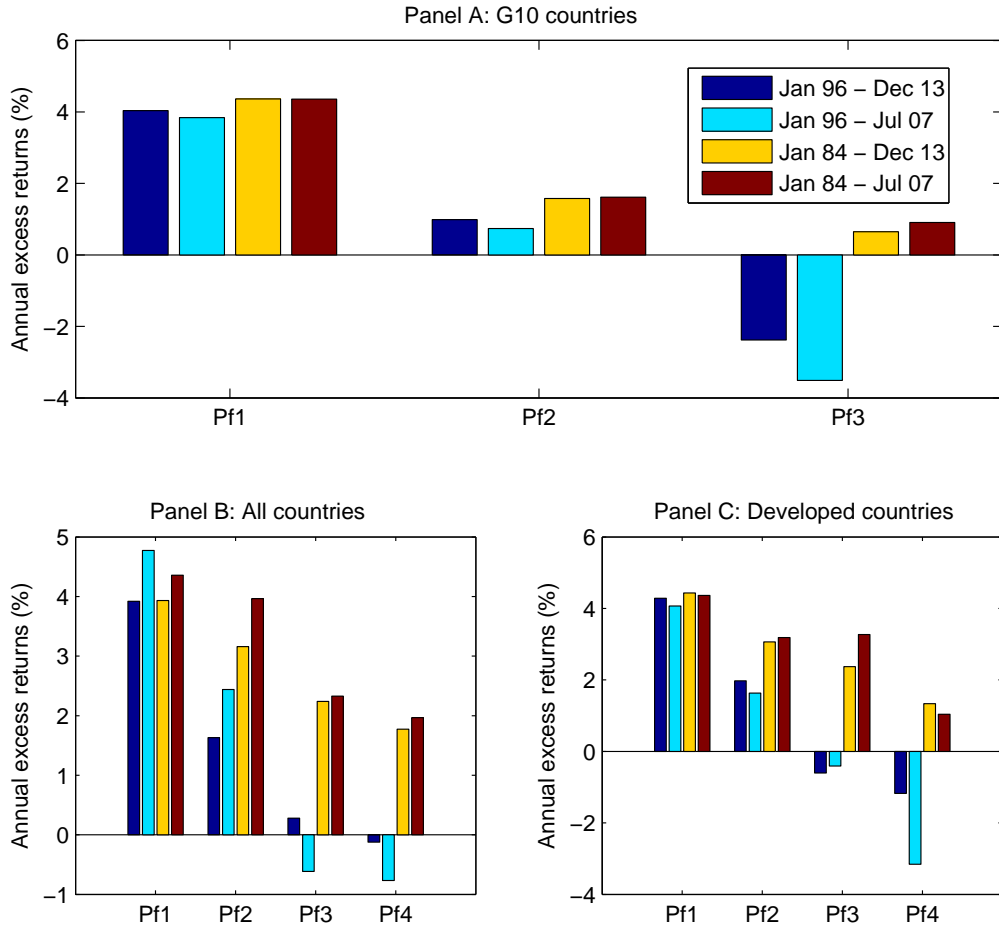 Panel A: G10 countries
Annual excess returns (%)
6
4
2
0
−2
−4
Pf1 Pf2 Pf3
Jan 96 − Dec 13
Jan 96 − Jul 07
Jan 84 − Dec 13
Jan 84 − Jul 07
Panel B: All countries
Annual excess returns (%)
5
4
3
2
1
0
−1
Pf1 Pf2 Pf3 Pf4
Panel C: Developed countries
Annual excess returns (%)
6
4
2
0
−2
−4
Pf1 Pf2 Pf3 Pf4